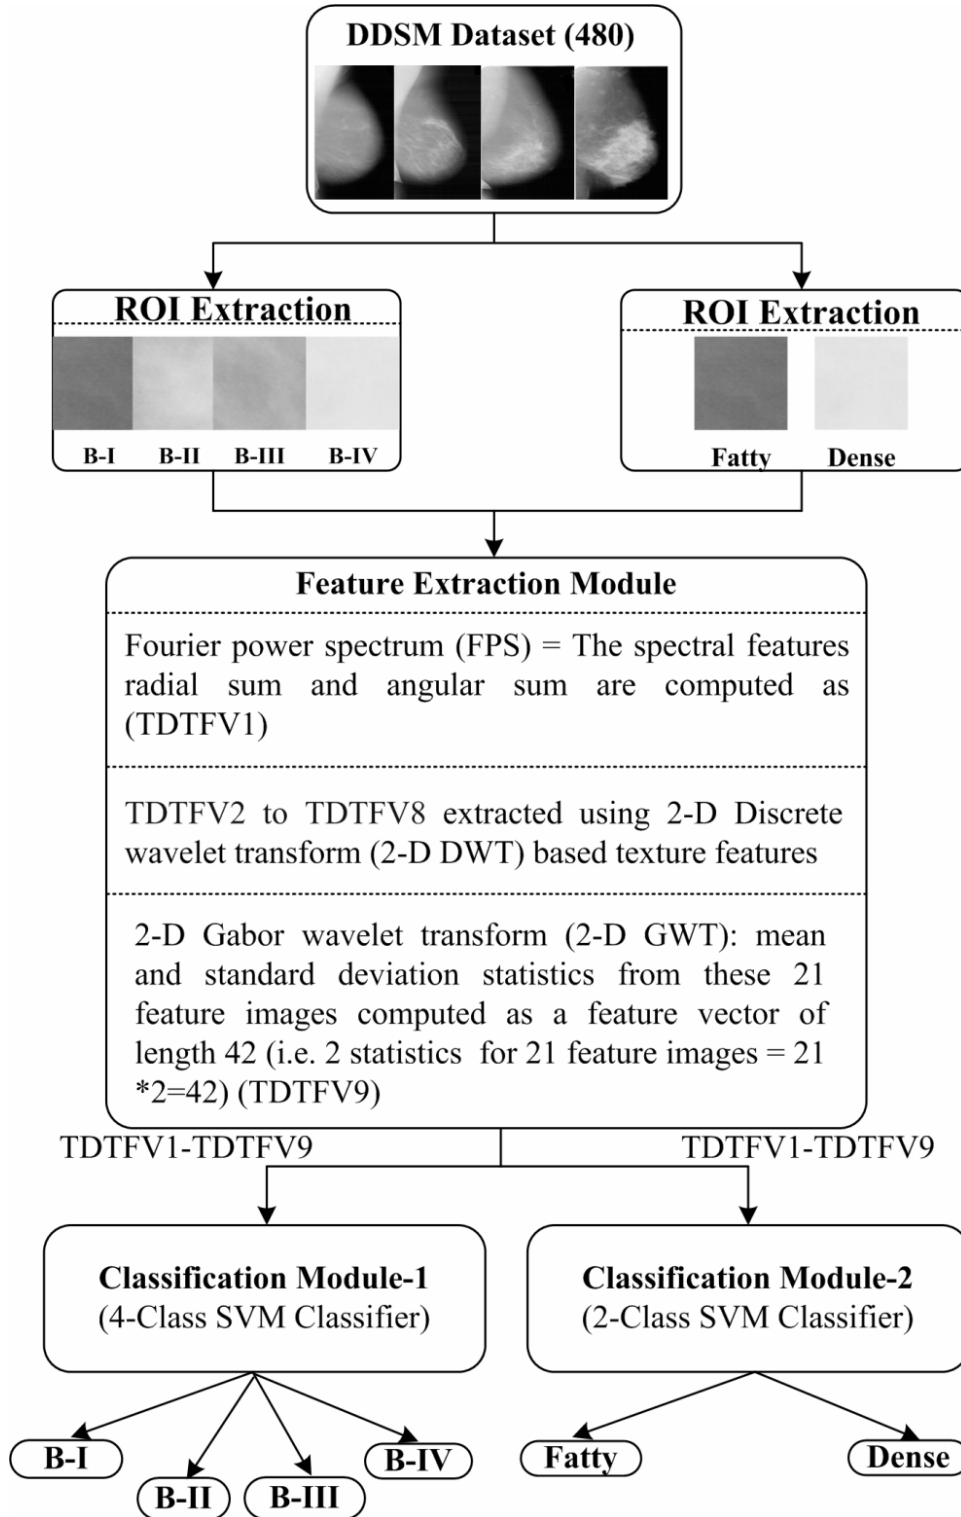 DDSM Dataset (480)
ROI Extraction
B-I B-II B-III B-IV
ROI Extraction
Fatty Dense
Feature Extraction Module
Fourier power spectrum (FPS) = The spectral features
radial sum and angular sum are computed as
(TDTFV1)
TDTFV2 to TDTFV8 extracted using 2-D Discrete
wavelet transform (2-D DWT) based texture features
2-D Gabor wavelet transform (2-D GWT): mean
and standard deviation statistics from these 21
feature images computed as a feature vector of
length 42 (i.e. 2 statistics for 21 feature images = 21
*2=42) (TDTFV9)
TDTFV1-TDTFV9
TDTFV1-TDTFV9
Classification Module-1
(4-Class SVM Classifier)
Classification Module-2
(2-Class SVM Classifier)
B-I
B-II
B-III
B-IV
Fatty
Dense